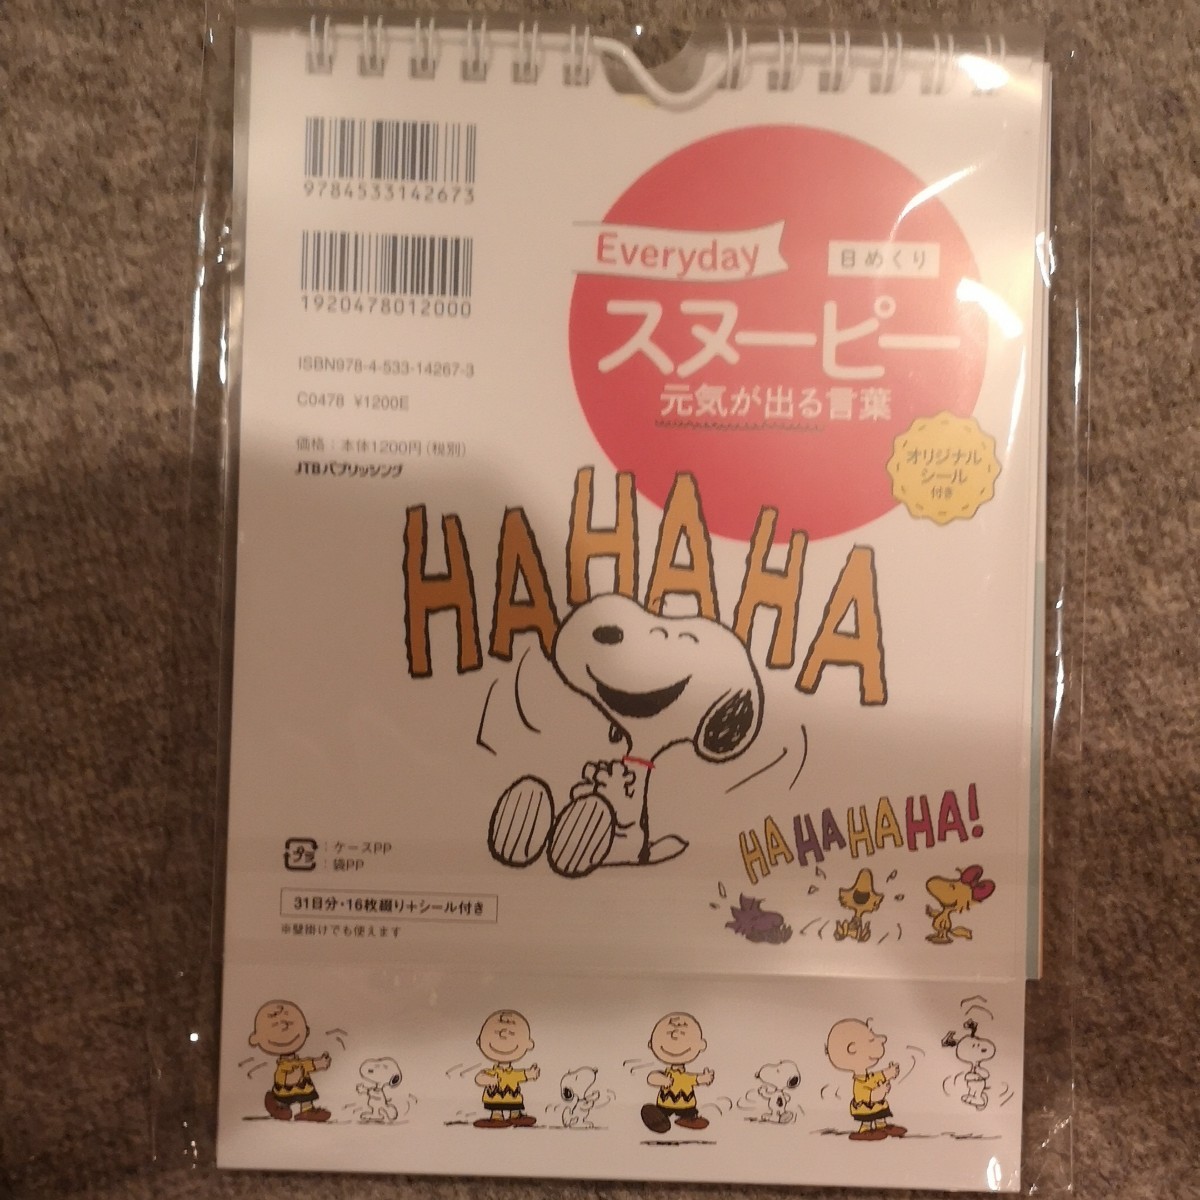 9784533142673
1920478012000
ISBN978-4-533-14267-3
C0478 ¥1200E
価格：本体1200円（税別）
JTBパブリッシング
Everyday
日めくり
スヌーピー
元気が出る言葉
オリジナル
シール
付き
HAHAHA
HAHAHAHA!
プラ
：ケースPP
：袋PP
31日分・16枚綴り+シール付き
※壁掛けでも使えます